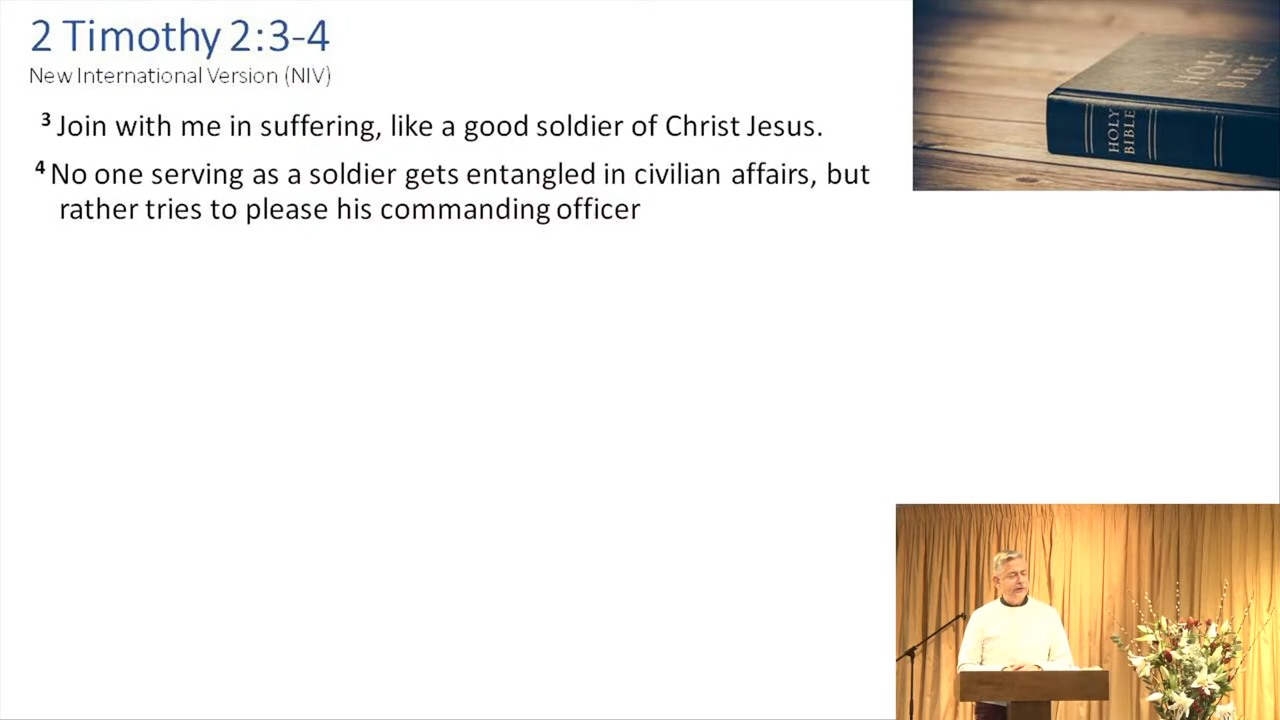 2 Timothy 2:3-4
New International Version (NIV)
3 Join with me in suffering, like a good soldier of Christ Jesus.
4 No one serving as a soldier gets entangled in civilian affairs, but
rather tries to please his commanding officer
HOLY
BIBLE
HOLY
BIBLE